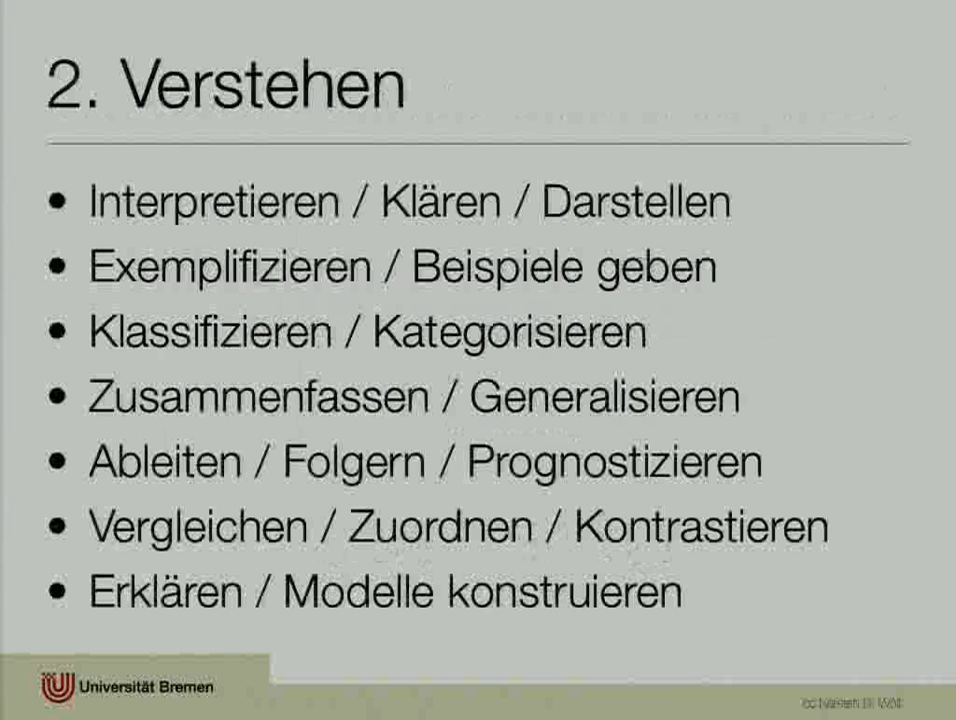 2. Verstehen
• Interpretieren / Klären / Darstellen
• Exemplifizieren / Beispiele geben
• Klassifizieren / Kategorisieren
• Zusammenfassen / Generalisieren
• Ableiten / Folgern / Prognostizieren
• Vergleichen / Zuordnen / Kontrastieren
• Erklären / Modelle konstruieren
Universität Bremen